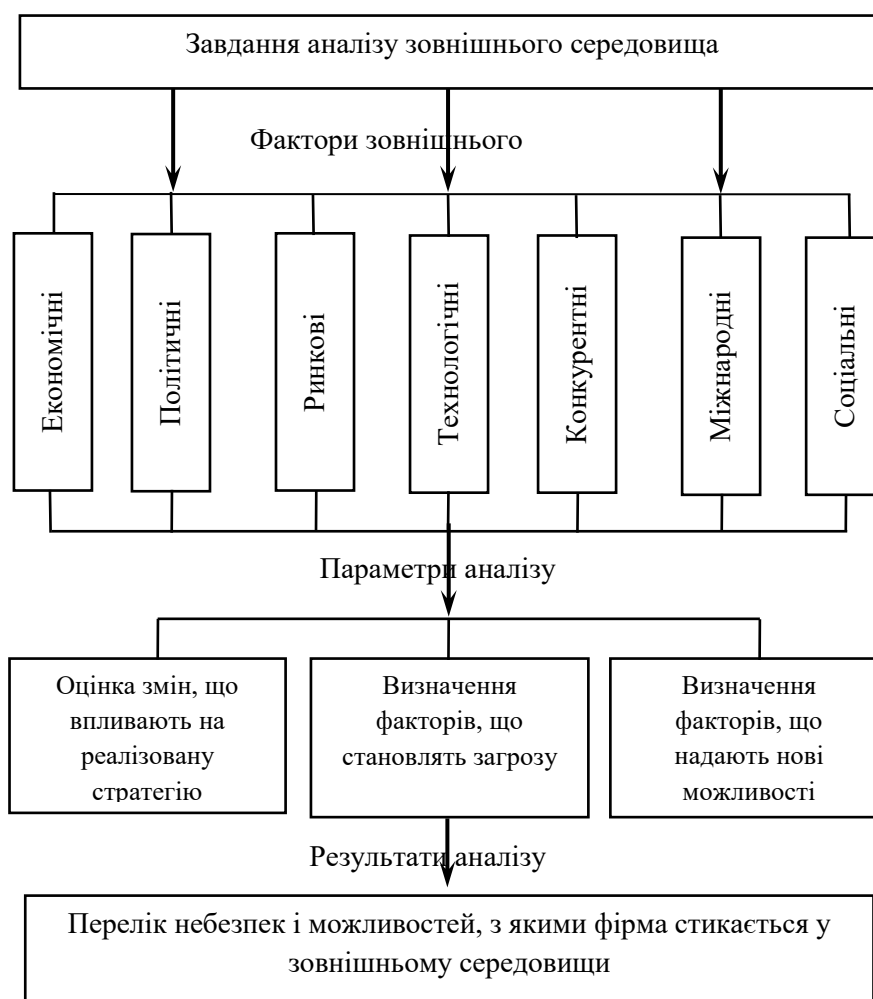 Завдання аналізу зовнішнього середовища
Фактори зовнішнього
Економічні
Політичні
Ринкові
Технологічні
Конкурентні
Міжнародні
Соціальні
Параметри аналізу
Оцінка змін, що
впливають на
реалізовану
стратегію
Визначення
факторів, що
становлять загрозу
Визначення
факторів, що
надають нові
можливості
Результати аналізу
Перелік небезпек і можливостей, з якими фірма стикається у
зовнішньому середовищи